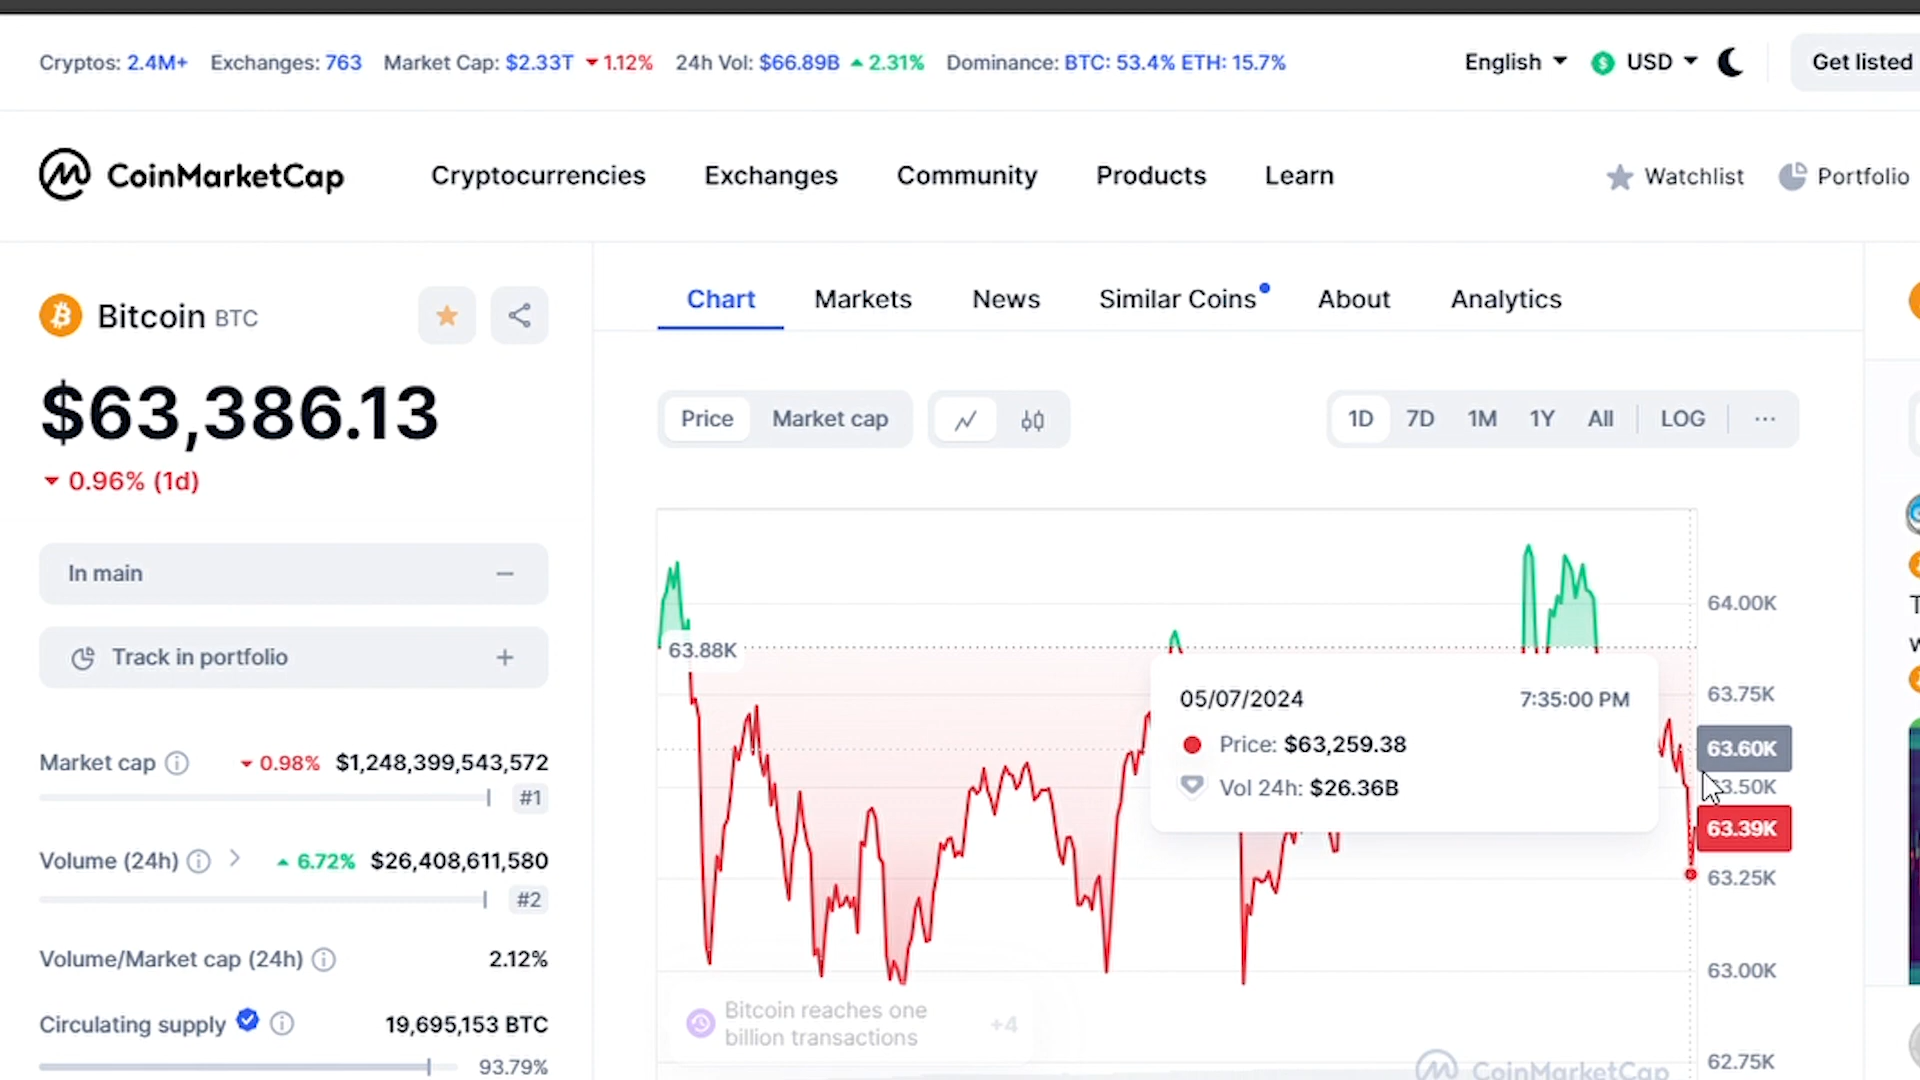 Cryptos: 2.4M+ Exchanges: 763 Market Cap: $2.33T 1.12% 24h Vol: $66.89B 2.31% Dominance: BTC: 53.4% ETH: 15.7% English USD Get listed
CoinMarketCap Cryptocurrencies Exchanges Community Products Learn Watchlist Portfolio
Bitcoin BTC
$63,386.13
0.96% (1d)
In main
Track in portfolio
Market cap 0.98% $1,248,399,543,572
#1
Volume (24h) 6.72% $26,408,611,580
#2
Volume/Market cap (24h) 2.12%
Circulating supply 19,695,153 BTC
93.79%
Chart Markets News Similar Coins About Analytics
Price Market cap 1D 7D 1M 1Y All LOG ...
64.00K
63.88K
63.75K
05/07/2024 7:35:00 PM
Price: $63,259.38
Vol 24h: $26.36B
63.60K
3.50K
63.39K
63.25K
63.00K
62.75K
Bitcoin reaches one
billion transactions
+4
CoinMarketCap